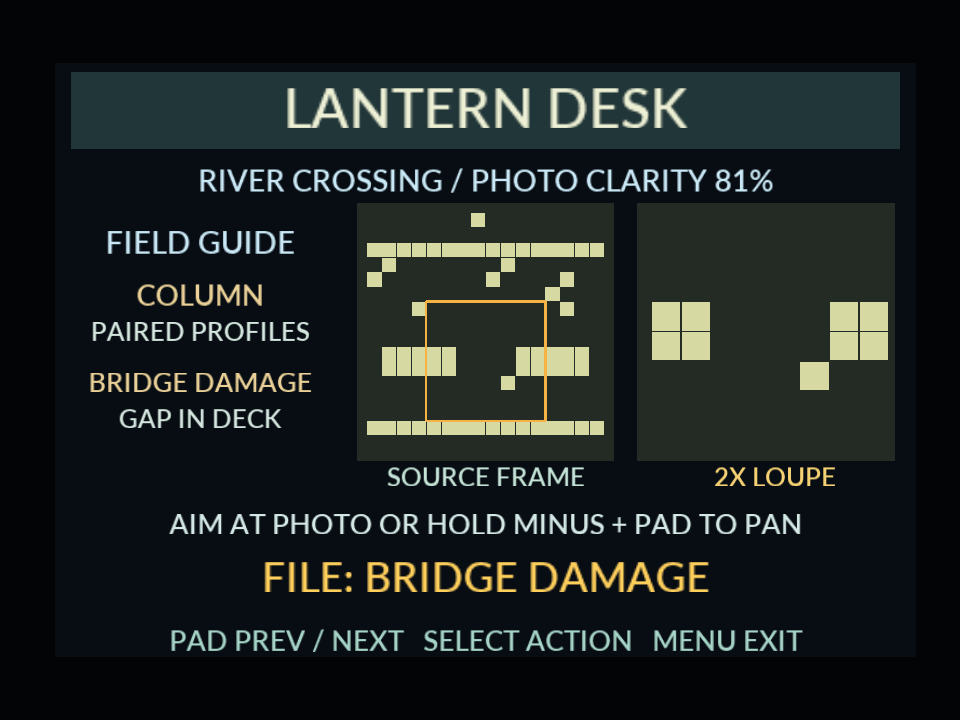 LANTERN DESK
RIVER CROSSING / PHOTO CLARITY 81%
FIELD GUIDE
COLUMN
PAIRED PROFILES
BRIDGE DAMAGE
GAP IN DECK
SOURCE FRAME
2X LOUPE
AIM AT PHOTO OR HOLD MINUS + PAD TO PAN
FILE: BRIDGE DAMAGE
PAD PREV / NEXT SELECT ACTION MENU EXIT